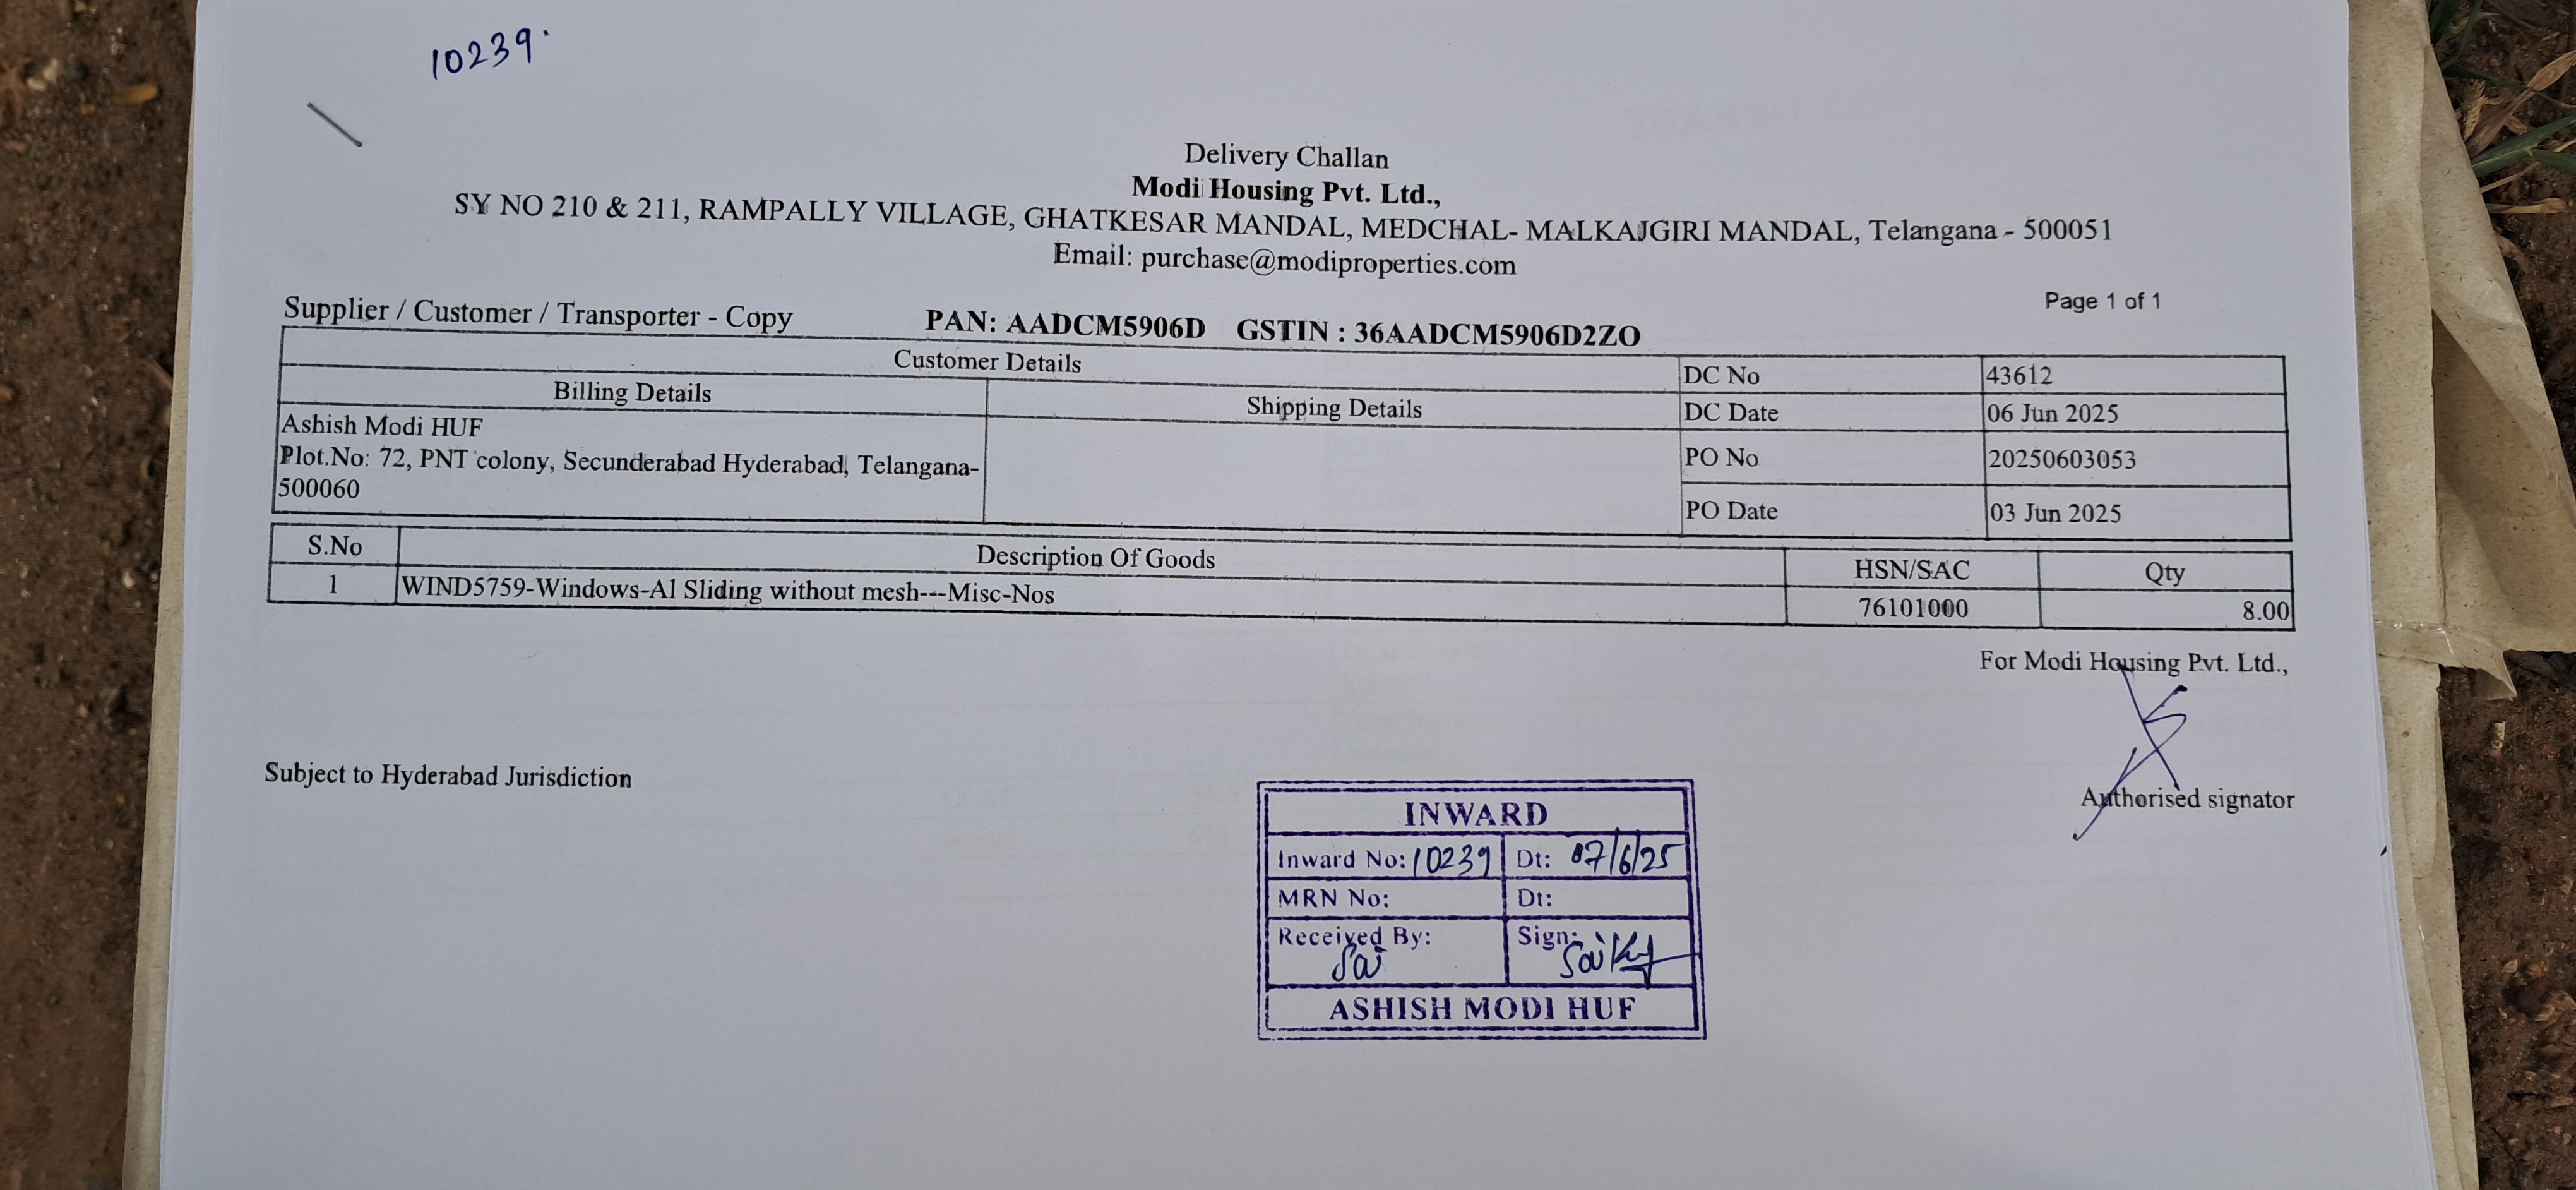 10239.
Delivery Challan
Modi Housing Pvt. Ltd.,
SY NO 210 & 211, RAMPALLY VILLAGE, GHATKESAR MANDAL, MEDCHAL- MALKAJGIRI MANDAL, Telangana - 500051
Email: purchase@modiproperties.com
Page 1 of 1
Supplier / Customer / Transporter - Copy PAN: AADCM5906D GSTIN : 36AADCM5906D2ZO
Customer Details
Billing Details
Shipping Details
Ashish Modi HUF
Plot.No: 72, PNT colony, Secunderabad Hyderabad, Telangana-
500060
DC No 43612
DC Date 06 Jun 2025
PO No 20250603053
PO Date 03 Jun 2025
S.No Description Of Goods HSN/SAC Qty
1 WIND5759-Windows-Al Sliding without mesh---Misc-Nos 76101000 8.00
For Modi Housing Pvt. Ltd.,
Authorised signator
Subject to Hyderabad Jurisdiction
INWARD
Inward No: 10239 Dt: 07/6/25
MRN No: Dt:
Received By: Sign:
Sai
ASHISH MODI HUF